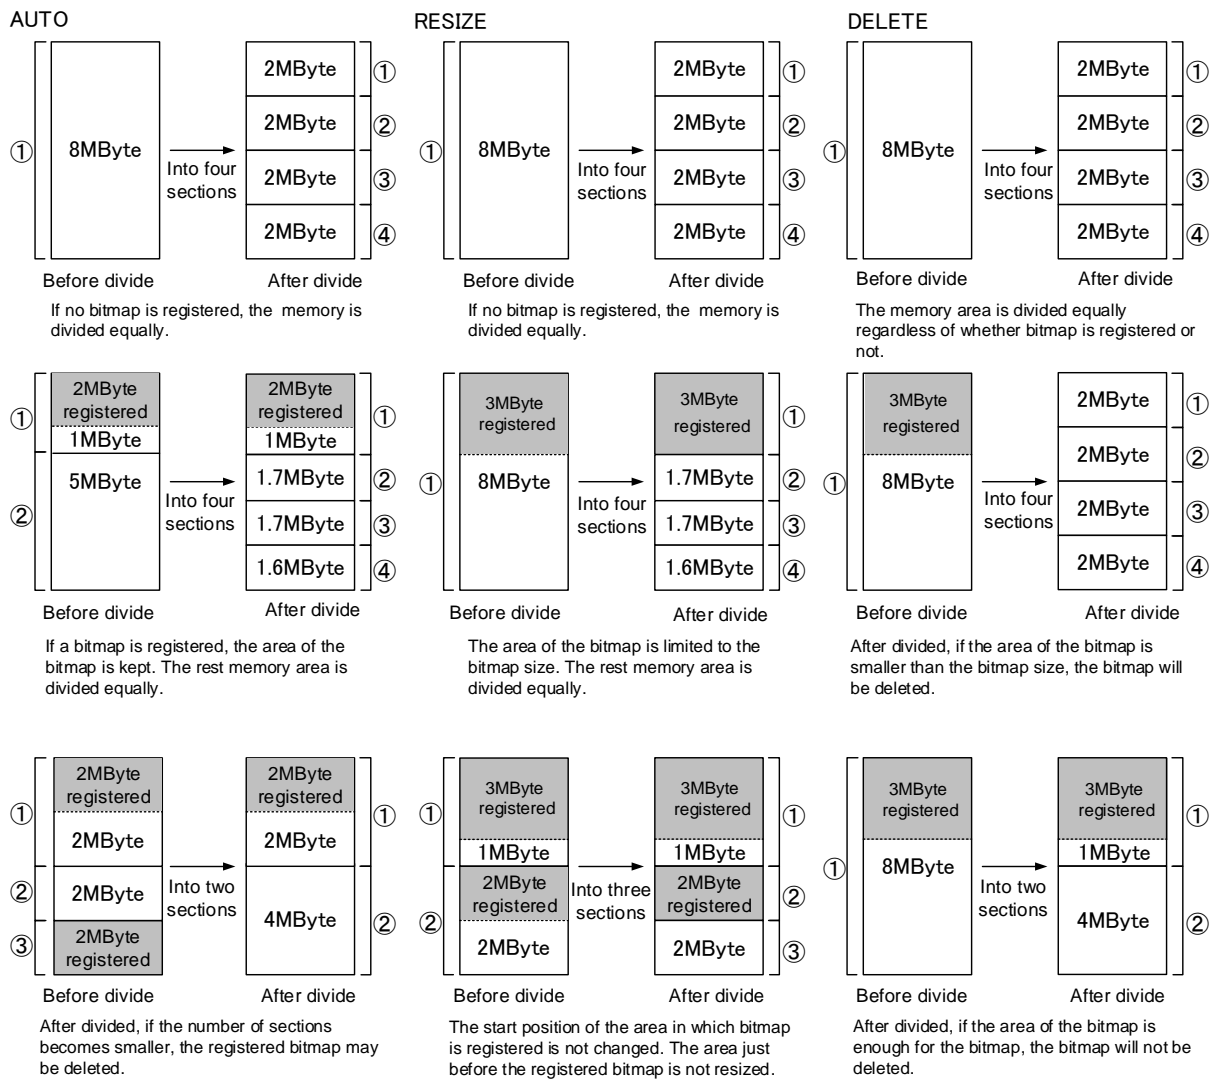 AUTO
①
8MByte
Into four
sections
2MByte
①
2MByte
②
2MByte
③
2MByte
④
Before divide
After divide
If no bitmap is registered, the memory is
divided equally.
RESIZE
①
8MByte
Into four
sections
2MByte
①
2MByte
②
2MByte
③
2MByte
④
Before divide
After divide
If no bitmap is registered, the memory is
divided equally.
DELETE
①
8MByte
Into four
sections
2MByte
①
2MByte
②
2MByte
③
2MByte
④
Before divide
After divide
The memory area is divided equally
regardless of whether bitmap is registered or
not.
①
2MByte
registered
1MByte
②
5MByte
Into four
sections
2MByte
registered
1MByte
①
1.7MByte
②
1.7MByte
③
1.6MByte
④
Before divide
After divide
If a bitmap is registered, the area of the
bitmap is kept. The rest memory area is
divided equally.
①
3MByte
registered
8MByte
Into four
sections
3MByte
registered
①
1.7MByte
②
1.7MByte
③
1.6MByte
④
Before divide
After divide
The area of the bitmap is limited to the
bitmap size. The rest memory area is
divided equally.
①
3MByte
registered
8MByte
Into four
sections
2MByte
①
2MByte
②
2MByte
③
2MByte
④
Before divide
After divide
After divided, if the area of the bitmap is
smaller than the bitmap size, the bitmap will
be deleted.
①
2MByte
registered
2MByte
②
2MByte
③
2MByte
registered
Into two
sections
2MByte
registered
2MByte
①
4MByte
②
Before divide
After divide
After divided, if the number of sections
becomes smaller, the registered bitmap may
be deleted.
①
3MByte
registered
1MByte
②
2MByte
registered
2MByte
Into three
sections
3MByte
registered
1MByte
①
2MByte
registered
②
2MByte
③
Before divide
After divide
The start position of the area in which bitmap
is registered is not changed. The area just
before the registered bitmap is not resized.
①
3MByte
registered
8MByte
Into two
sections
3MByte
registered
1MByte
①
4MByte
②
Before divide
After divide
After divided, if the area of the bitmap is
enough for the bitmap, the bitmap will not be
deleted.